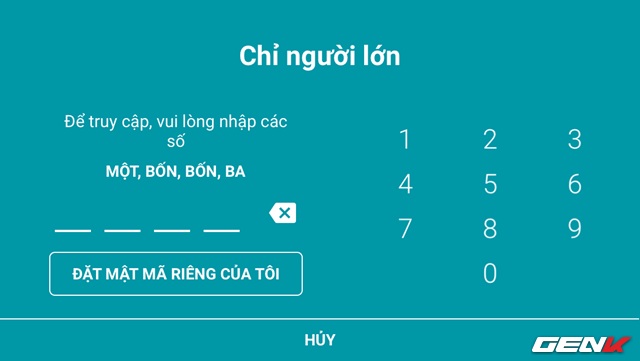 Chỉ người lớn
Để truy cập, vui lòng nhập các
số
MỘT, BỐN, BỐN, BA
ĐẶT MẬT MÃ RIÊNG CỦA TÔI
1 2 3
4 5 6
7 8 9
0
HỦY
GENK